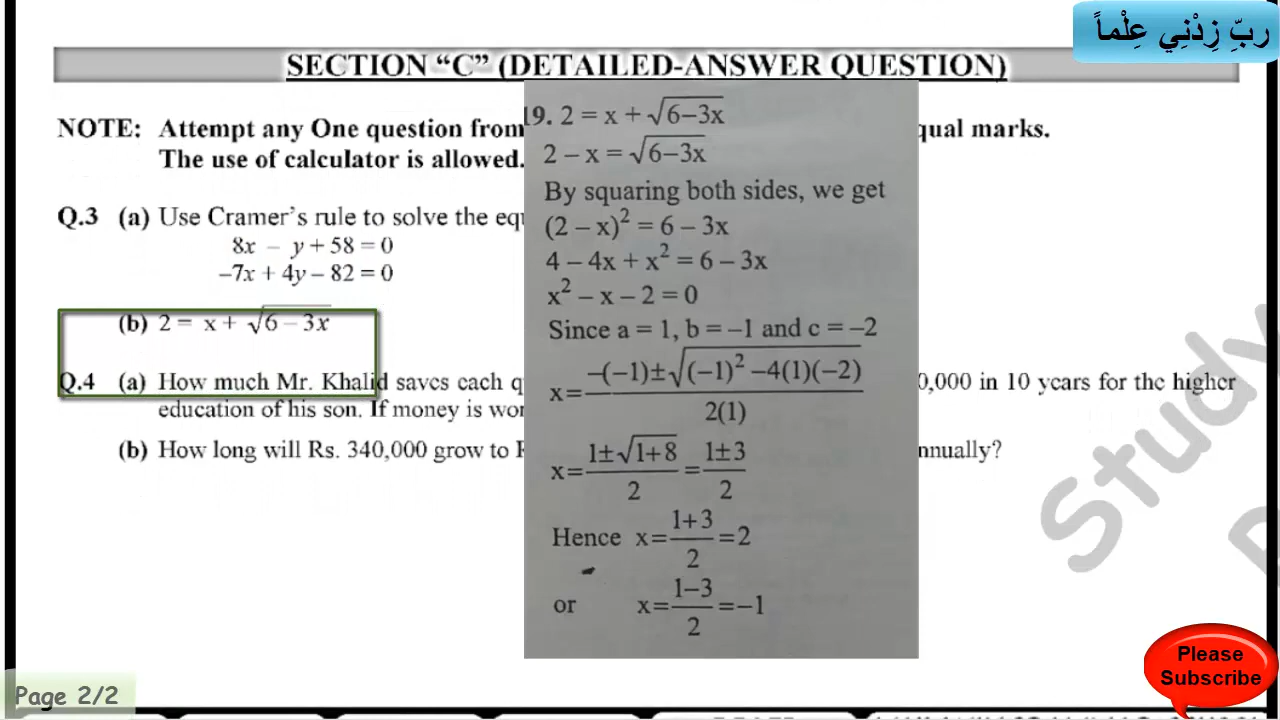 ربِّ زِدْنِي عِلْماً
SECTION “C” (DETAILED-ANSWER QUESTION)
NOTE: Attempt any One question from
qual marks.
The use of calculator is allowed.
Q.3 (a) Use Cramer’s rule to solve the equ
8x – y + 58 = 0
–7x + 4y – 82 = 0
(b) 2 = x + √(6 – 3x)
Q.4 (a) How much Mr. Khalid saves each q
0,000 in 10 years for the higher
education of his son. If money is wor
(b) How long will Rs. 340,000 grow to
nnually?
19. 2 = x + √(6–3x)
2 – x = √(6–3x)
By squaring both sides, we get
(2 – x)² = 6 – 3x
4 – 4x + x² = 6 – 3x
x² – x – 2 = 0
Since a = 1, b = –1 and c = –2
x = (–(–1)±√((–1)² –4(1)(–2)))/(2(1))
x = (1±√(1+8))/2 = (1±3)/2
Hence x = (1+3)/2 = 2
or x = (1–3)/2 = –1
Study
Please
Subscribe
Page 2/2